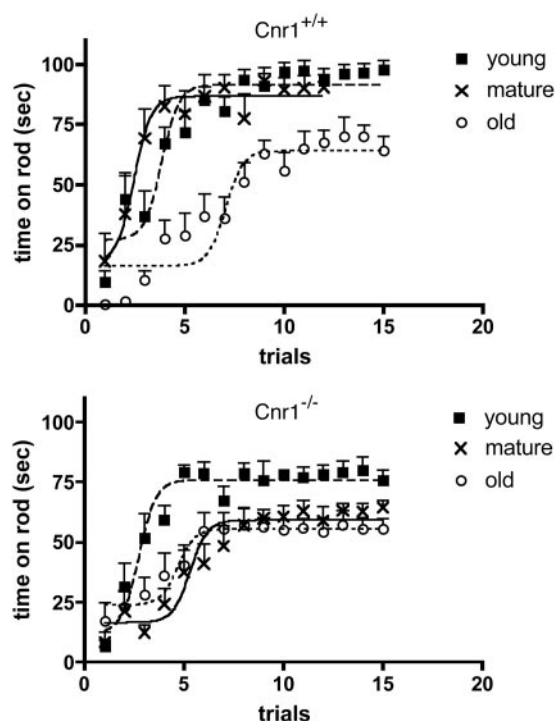 Cnr1+/+
time on rod (sec)
100
75
50
25
0
0 5 10 15 20
trials
young
mature
old
Cnr1-/-
time on rod (sec)
100
75
50
25
0
0 5 10 15 20
trials
young
mature
old